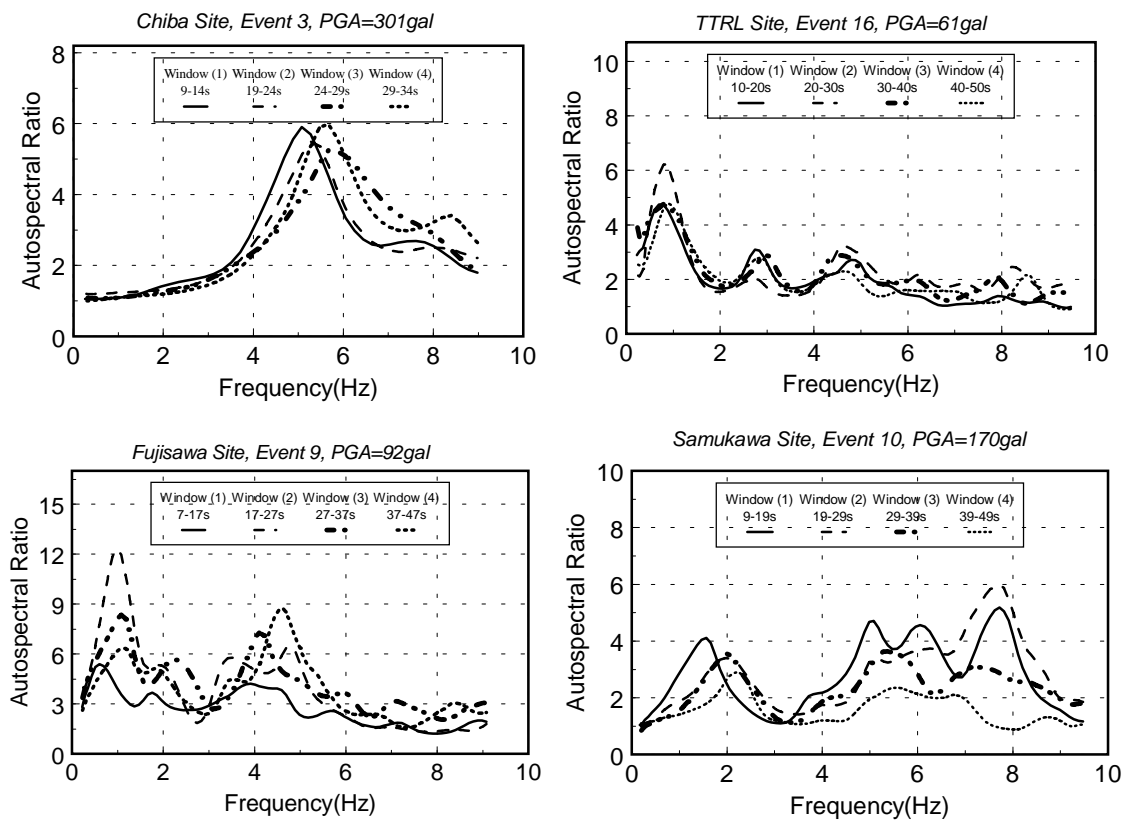 Chiba Site, Event 3, PGA=301gal
8
6
4
2
0
Autospectral Ratio
Window (1) Window (2) Window (3) Window (4)
9-14s 19-24s 24-29s 29-34s
0 2 4 6 8 10
Frequency(Hz)
TTRL Site, Event 16, PGA=61gal
10
8
6
4
2
0
Autospectral Ratio
Window (1) Window (2) Window (3) Window (4)
10-20s 20-30s 30-40s 40-50s
0 2 4 6 8 10
Frequency(Hz)
Fujisawa Site, Event 9, PGA=92gal
15
12
9
6
3
0
Autospectral Ratio
Window (1) Window (2) Window (3) Window (4)
7-17s 17-27s 27-37s 37-47s
0 2 4 6 8 10
Frequency(Hz)
Samukawa Site, Event 10, PGA=170gal
10
8
6
4
2
0
Autospectral Ratio
Window (1) Window (2) Window (3) Window (4)
9-19s 19-29s 29-39s 39-49s
0 2 4 6 8 10
Frequency(Hz)